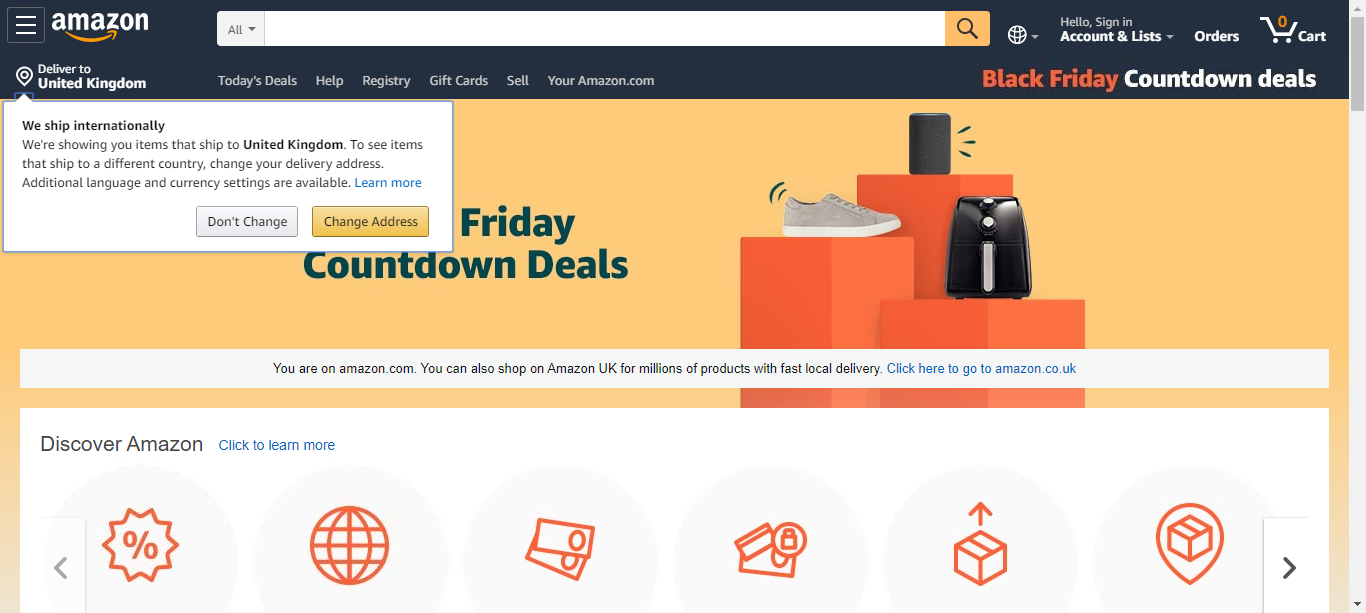 amazon
All
Hello, Sign in
Account & Lists
Orders
0
Cart
Deliver to
United Kingdom
Today's Deals
Help
Registry
Gift Cards
Sell
Your Amazon.com
Black Friday Countdown deals
We ship internationally
We're showing you items that ship to United Kingdom. To see items
that ship to a different country, change your delivery address.
Additional language and currency settings are available. Learn more
Don't Change
Change Address
Friday
Countdown Deals
You are on amazon.com. You can also shop on Amazon UK for millions of products with fast local delivery. Click here to go to amazon.co.uk
Discover Amazon
Click to learn more
%